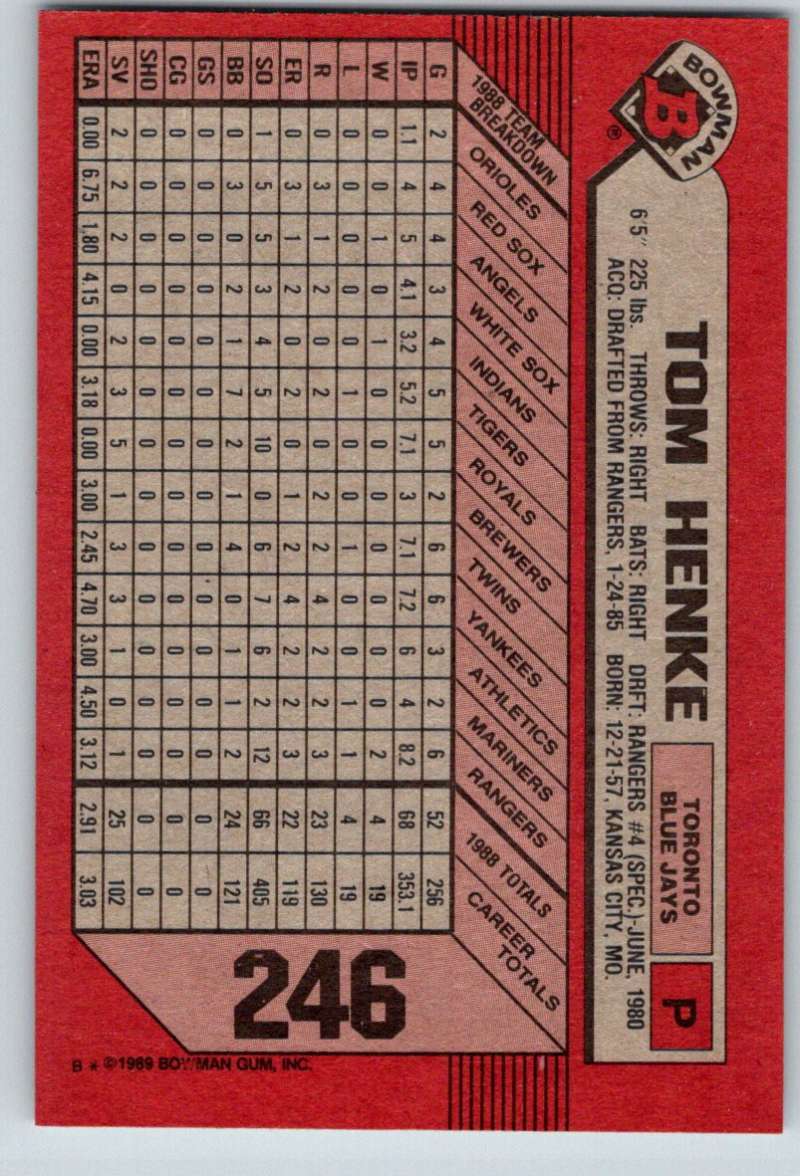 BOWMAN
B
®
TOM HENKE
TORONTO
BLUE JAYS
P
6'5" 225 lbs. THROWS: RIGHT BATS: RIGHT DRFT: RANGERS #4 (SPEC.)-JUNE, 1980
ACQ: DRAFTED FROM RANGERS, 1-24-85 BORN: 12-21-57, KANSAS CITY, MO.
1988 TEAM
BREAKDOWN
ORIOLES
RED SOX
ANGELS
WHITE SOX
INDIANS
TIGERS
ROYALS
BREWERS
TWINS
YANKEES
ATHLETICS
MARINERS
RANGERS
1988 TOTALS
CAREER
TOTALS
G 2 4 4 3 4 5 5 2 6 6 3 2 6 52 256
IP 1.1 4 5 4.1 3.2 5.2 7.1 3 7.1 7.2 6 4 8.2 68 353.1
W 0 0 1 0 1 0 0 0 0 0 0 0 2 4 19
L 0 0 0 0 0 1 0 0 1 0 0 1 1 4 19
R 0 3 1 2 0 2 0 2 2 4 2 2 3 23 130
ER 0 3 1 2 0 2 0 1 2 4 2 2 3 22 119
SO 1 5 5 3 4 5 10 0 6 7 6 2 12 66 405
BB 0 3 0 2 1 7 2 1 4 0 1 1 2 24 121
GS 0 0 0 0 0 0 0 0 0 0 0 0 0 0 0
CG 0 0 0 0 0 0 0 0 0 0 0 0 0 0 0
SHO 0 0 0 0 0 0 0 0 0 0 0 0 0 0 0
SV 2 2 2 0 2 3 5 1 3 3 1 0 1 25 102
ERA 0.00 6.75 1.80 4.15 0.00 3.18 0.00 3.00 2.45 4.70 3.00 4.50 3.12 2.91 3.03
246
B * ©1989 BOWMAN GUM, INC.